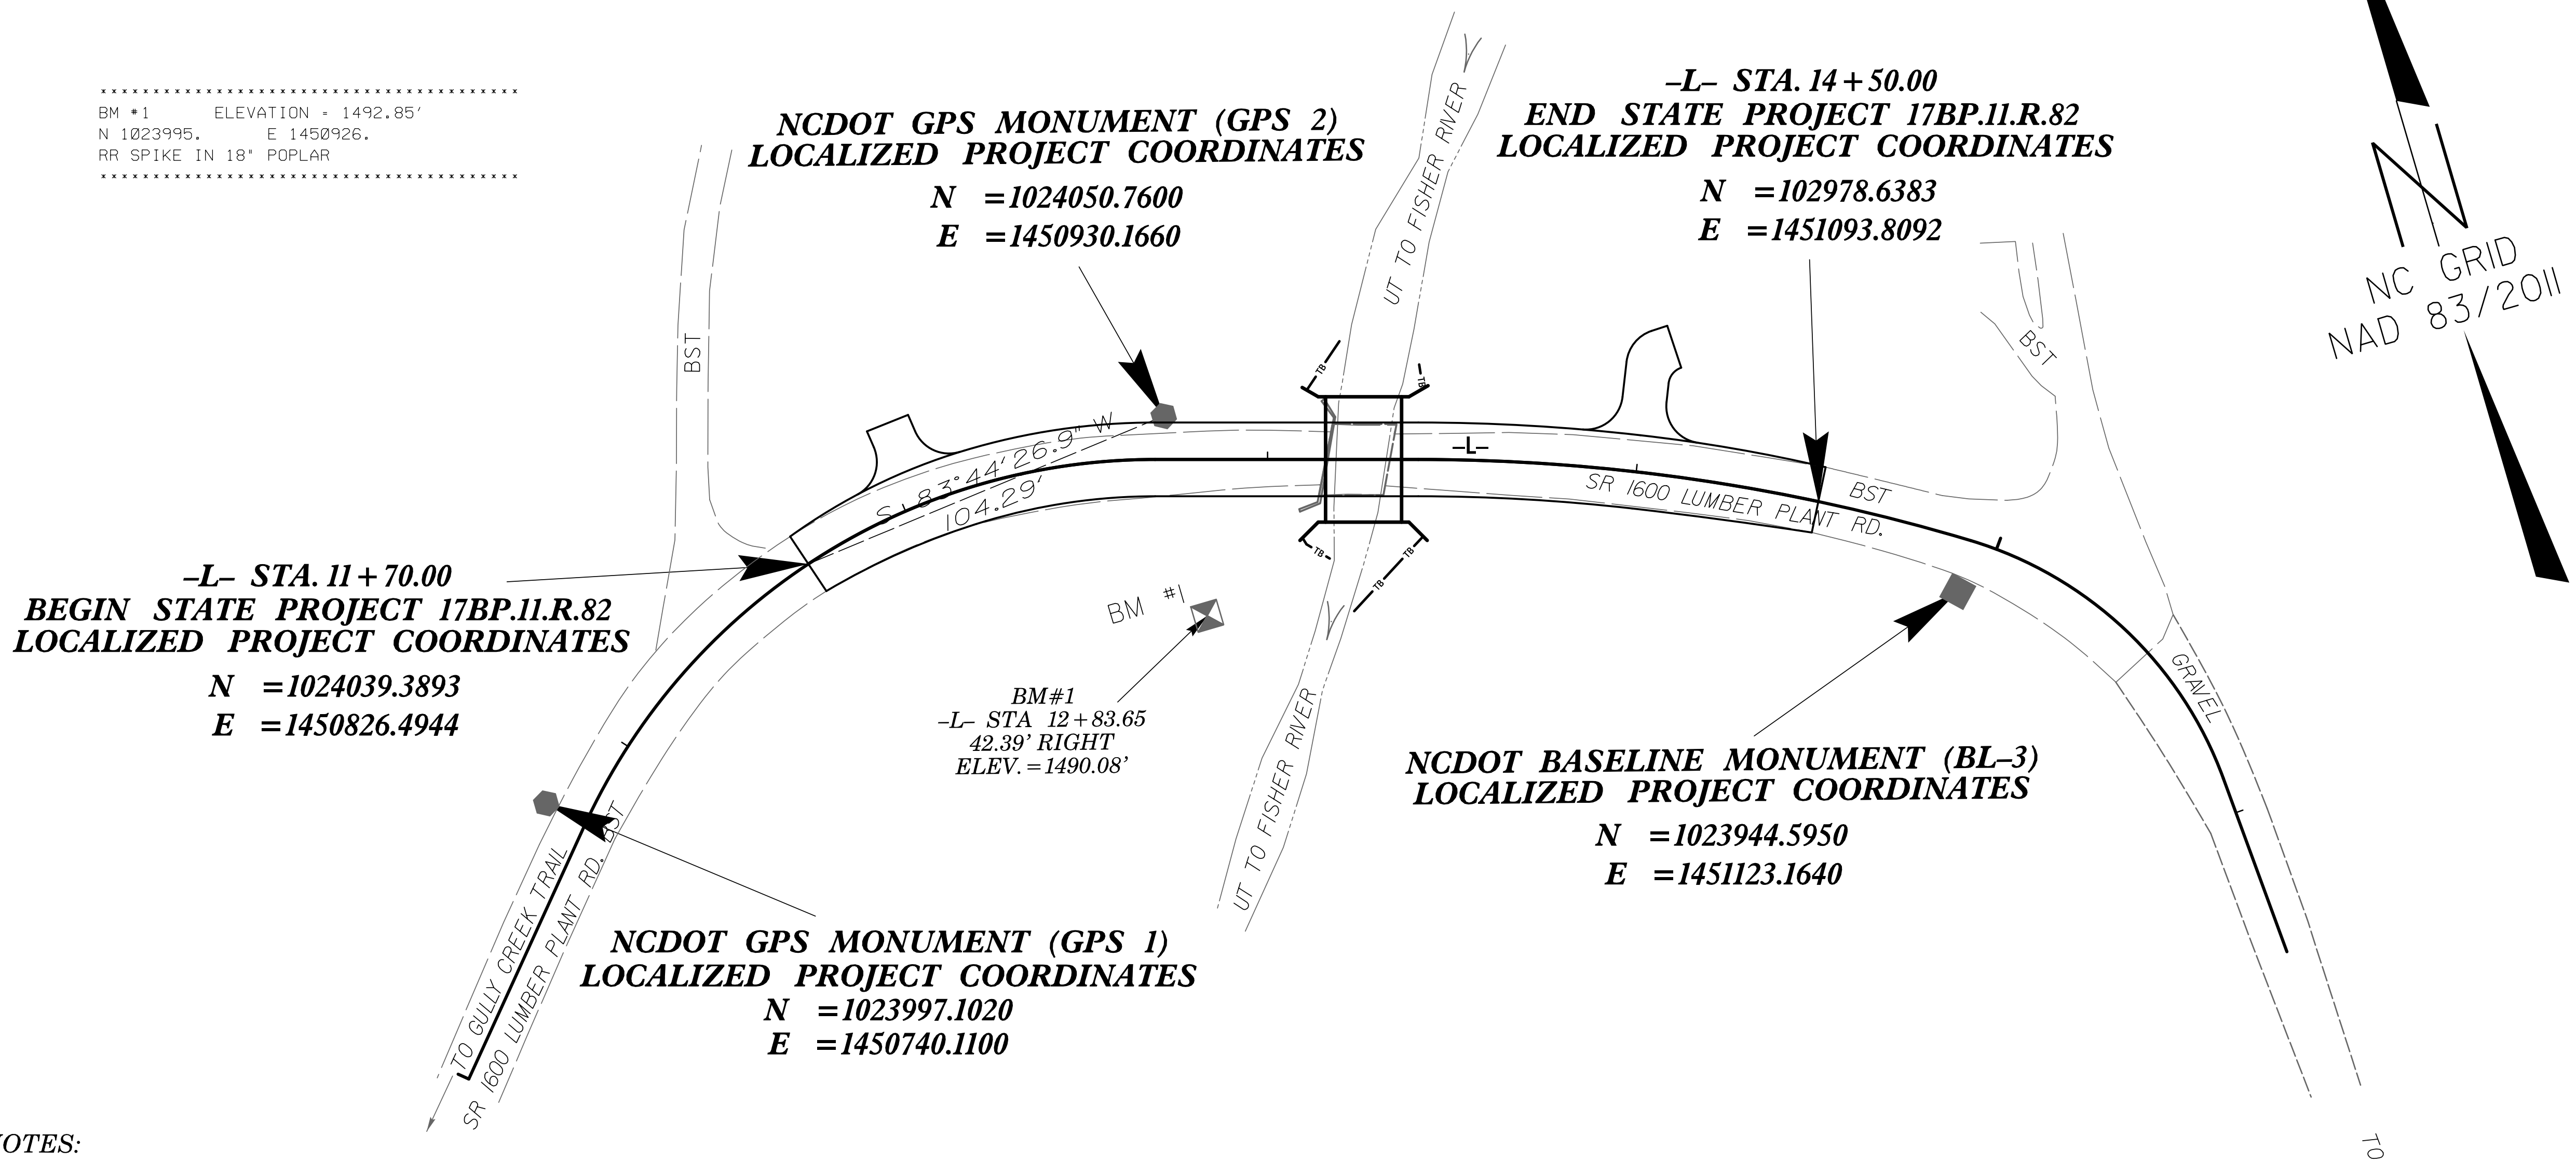 ****************************************
BM #1 ELEVATION = 1492.85'
N 1023995. E 1450926.
RR SPIKE IN 18" POPLAR
****************************************
NCDOT GPS MONUMENT (GPS 2)
LOCALIZED PROJECT COORDINATES
N =1024050.7600
E =1450930.1660
–L– STA. 14+50.00
END STATE PROJECT 17BP.11.R.82
LOCALIZED PROJECT COORDINATES
N =102978.6383
E =1451093.8092
NC GRID
NAD 83/2011
UT TO FISHER RIVER
BST
BST
TB
TB
S 83°44'26.9" W
104.29'
–L–
SR 1600 LUMBER PLANT RD.
BST
TB
TB
TB
–L– STA. 11+70.00
BEGIN STATE PROJECT 17BP.11.R.82
LOCALIZED PROJECT COORDINATES
N =1024039.3893
E =1450826.4944
BM #1
BM#1
–L– STA 12+83.65
42.39' RIGHT
ELEV.=1490.08'
UT TO FISHER RIVER
GRAVEL
NCDOT BASELINE MONUMENT (BL–3)
LOCALIZED PROJECT COORDINATES
N =1023944.5950
E =1451123.1640
BST
TO GULLY CREEK TRAIL
SR 1600 LUMBER PLANT RD.
NCDOT GPS MONUMENT (GPS 1)
LOCALIZED PROJECT COORDINATES
N =1023997.1020
E =1450740.1100
OTES:
TO